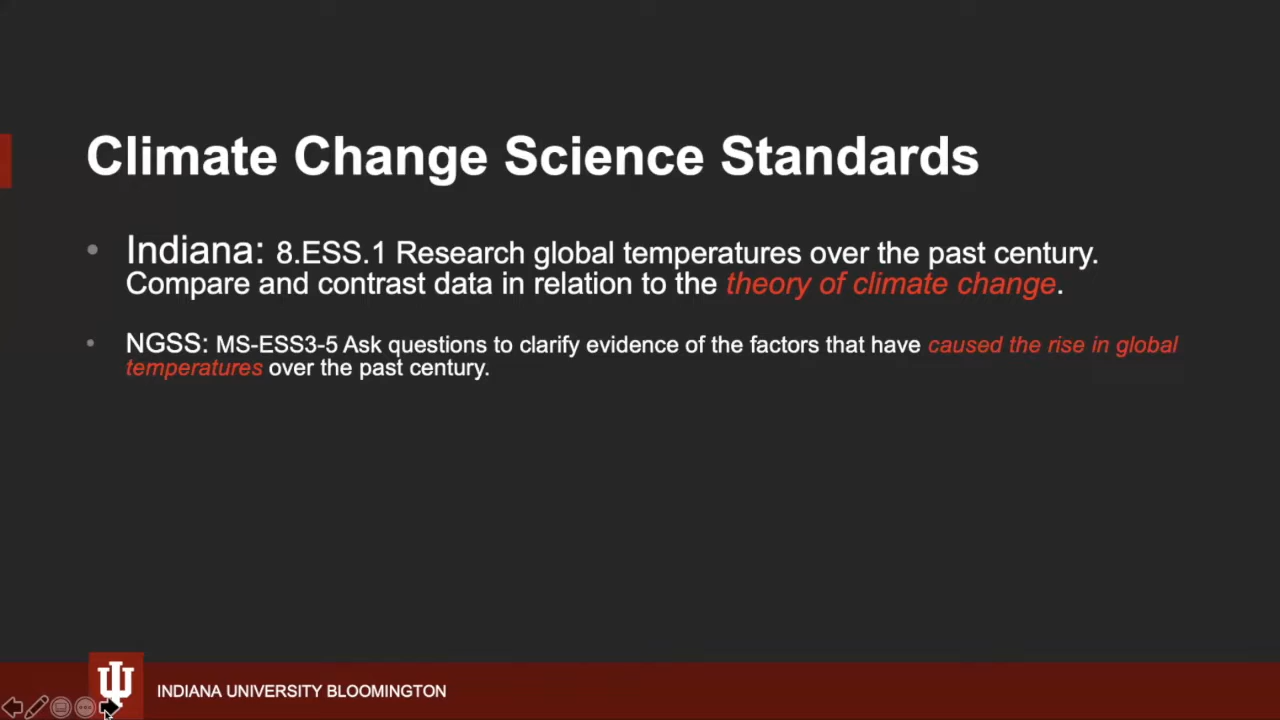 Climate Change Science Standards
• Indiana: 8.ESS.1 Research global temperatures over the past century.
Compare and contrast data in relation to the theory of climate change.
• NGSS: MS-ESS3-5 Ask questions to clarify evidence of the factors that have caused the rise in global
temperatures over the past century.
INDIANA UNIVERSITY BLOOMINGTON